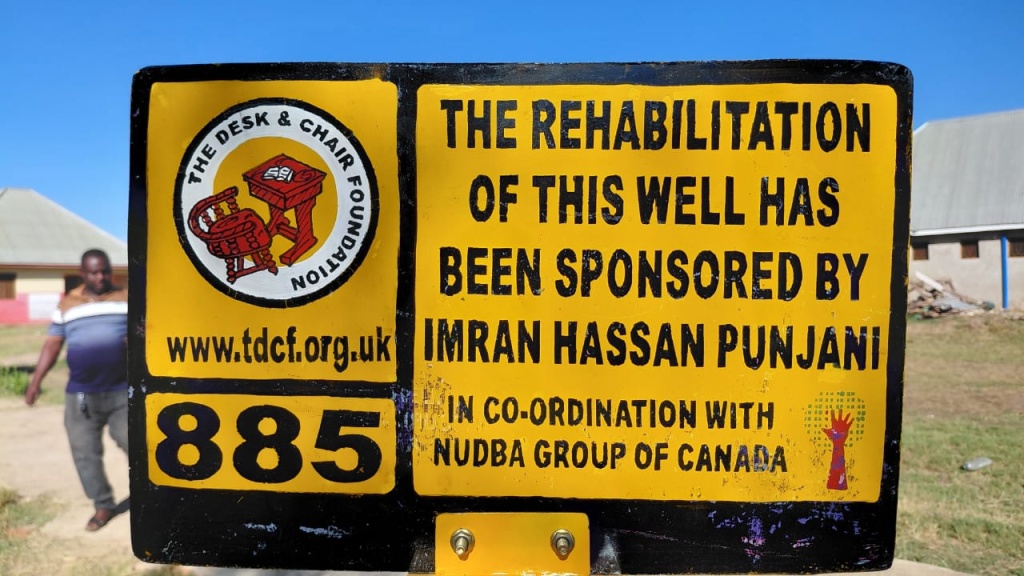 THE DESK & CHAIR FOUNDATION
www.tdcf.org.uk
885
THE REHABILITATION
OF THIS WELL HAS
BEEN SPONSORED BY
IMRAN HASSAN PUNJANI
IN CO-ORDINATION WITH
NUDBA GROUP OF CANADA